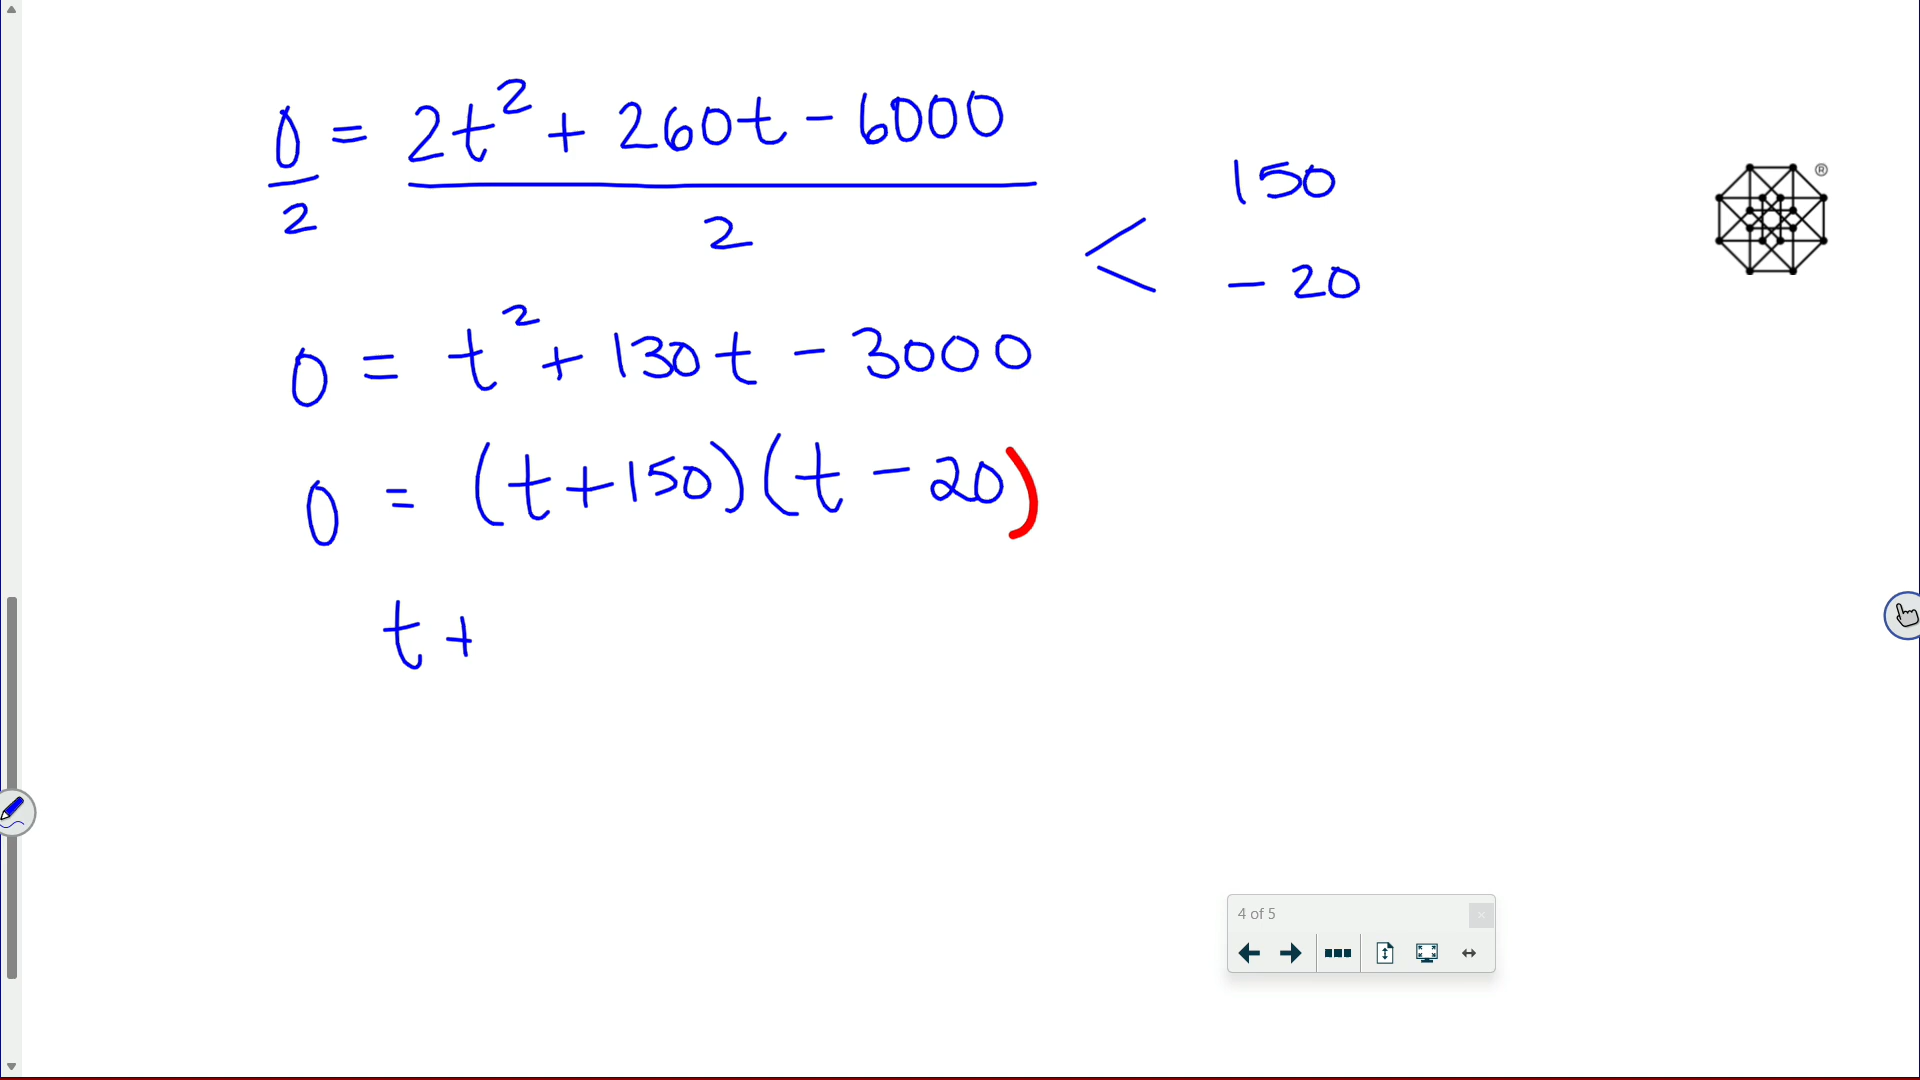 0 = 2t² + 260t - 6000
2 2
150
- 20
0 = t² + 130t - 3000
0 = (t+150)(t - 20)
t +
®
4 of 5